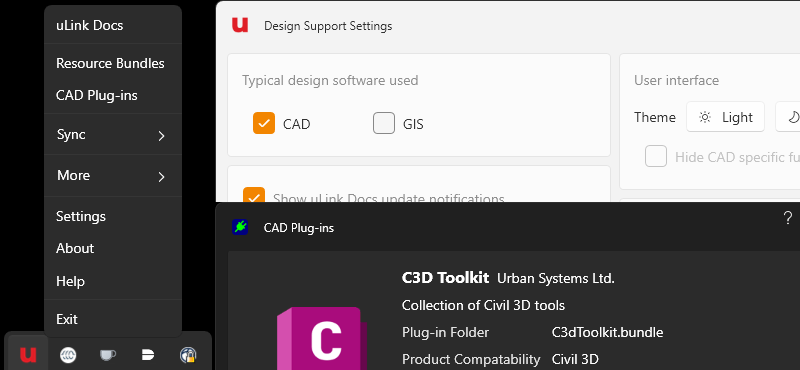 uLink Docs
Resource Bundles
CAD Plug-ins
Sync
More
Settings
About
Help
Exit
u
u
Design Support Settings
Typical design software used
CAD
GIS
Show uLink Docs update notifications
User interface
Theme
Light
Hide CAD specific fu
CAD Plug-ins
?
C
C3D Toolkit Urban Systems Ltd.
Collection of Civil 3D tools
Plug-in Folder C3dToolkit.bundle
Product Compatability Civil 3D